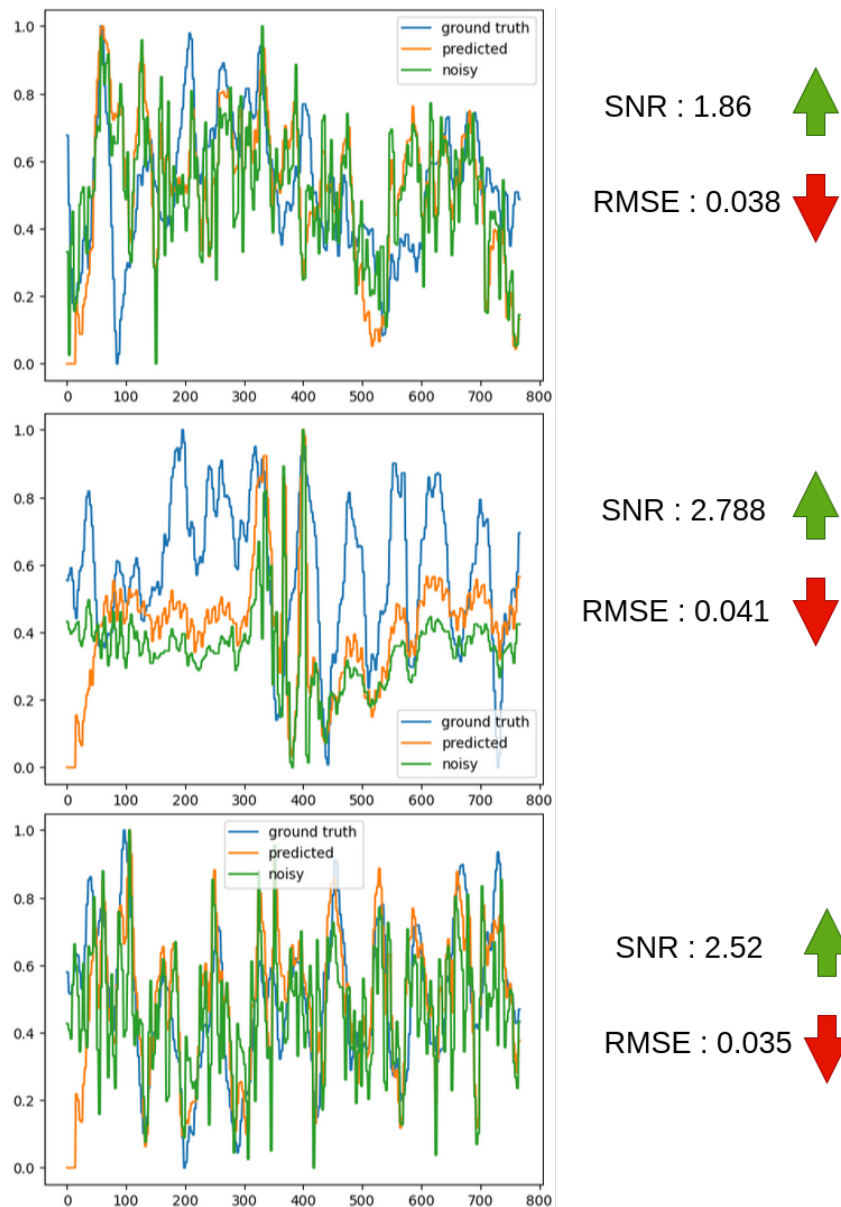 1.0
0.8
0.6
0.4
0.2
0.0
0 100 200 300 400 500 600 700 800
ground truth
predicted
noisy
SNR : 1.86
RMSE : 0.038
1.0
0.8
0.6
0.4
0.2
0.0
0 100 200 300 400 500 600 700 800
ground truth
predicted
noisy
SNR : 2.788
RMSE : 0.041
1.0
0.8
0.6
0.4
0.2
0.0
0 100 200 300 400 500 600 700 800
ground truth
predicted
noisy
SNR : 2.52
RMSE : 0.035